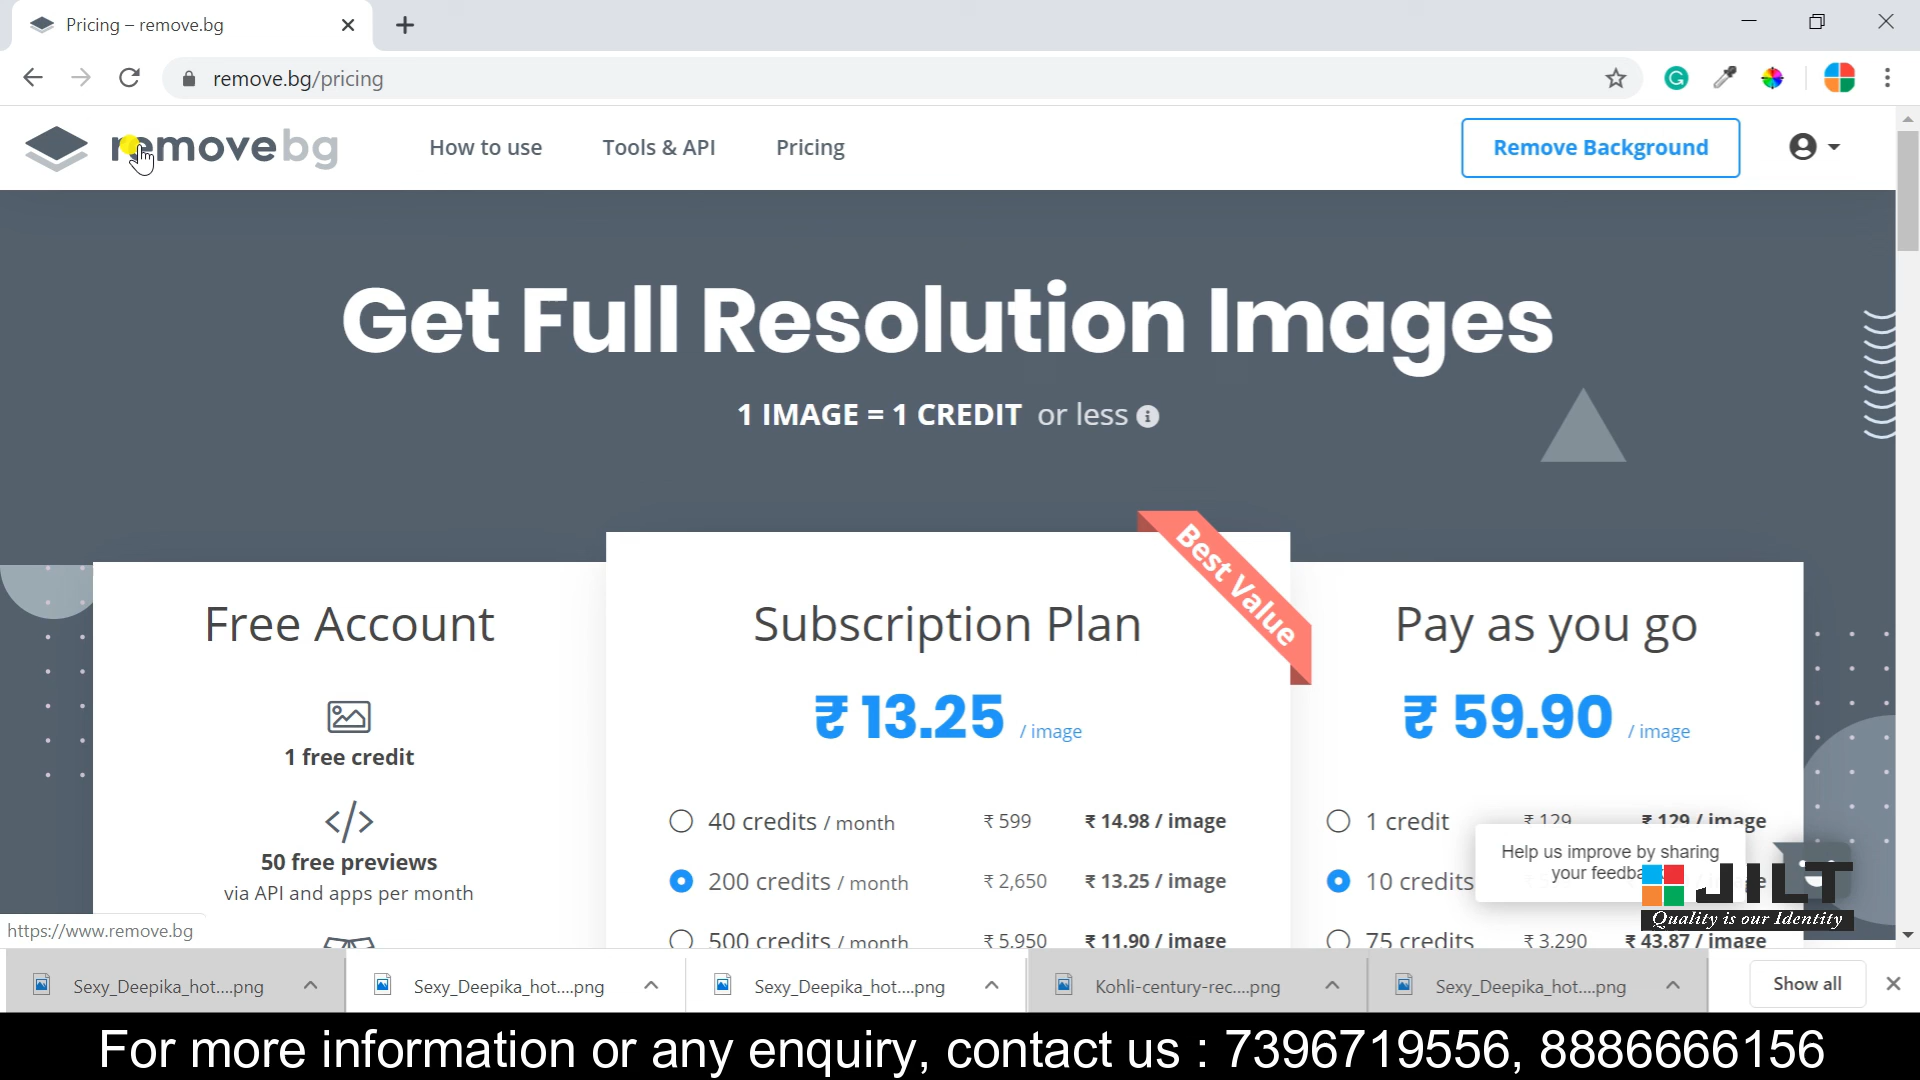 Pricing – remove.bg
remove.bg/pricing
removebg
How to use
Tools & API
Pricing
Remove Background
Get Full Resolution Images
1 IMAGE = 1 CREDIT or less
Best Value
Free Account
1 free credit
50 free previews
via API and apps per month
Subscription Plan
₹ 13.25 / image
40 credits / month ₹ 599 ₹ 14.98 / image
200 credits / month ₹ 2,650 ₹ 13.25 / image
500 credits / month ₹ 5,950 ₹ 11.90 / image
Pay as you go
₹ 59.90 / image
1 credit ₹ 129 ₹ 129 / image
10 credits
75 credits ₹ 3,290 ₹ 43.87 / image
Help us improve by sharing
your
JILT
Quality is our Identity
https://www.remove.bg
Sexy_Deepika_hot....png
Sexy_Deepika_hot....png
Sexy_Deepika_hot....png
Kohli-century-rec....png
Sexy_Deepika_hot....png
Show all
For more information or any enquiry, contact us : 7396719556, 8886666156